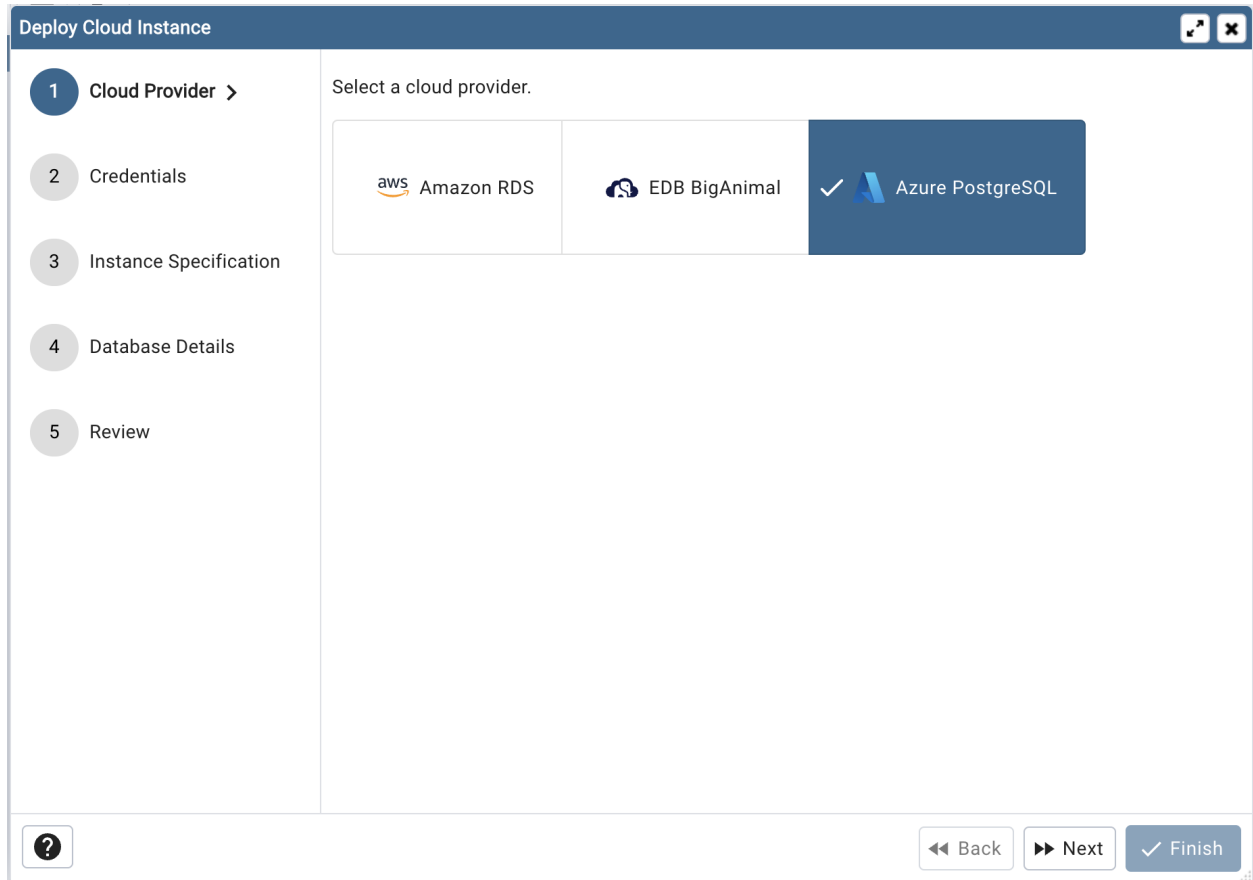 Deploy Cloud Instance
1 Cloud Provider
2 Credentials
3 Instance Specification
4 Database Details
5 Review
Select a cloud provider.
aws Amazon RDS
EDB BigAnimal
Azure PostgreSQL
?
Back
Next
Finish